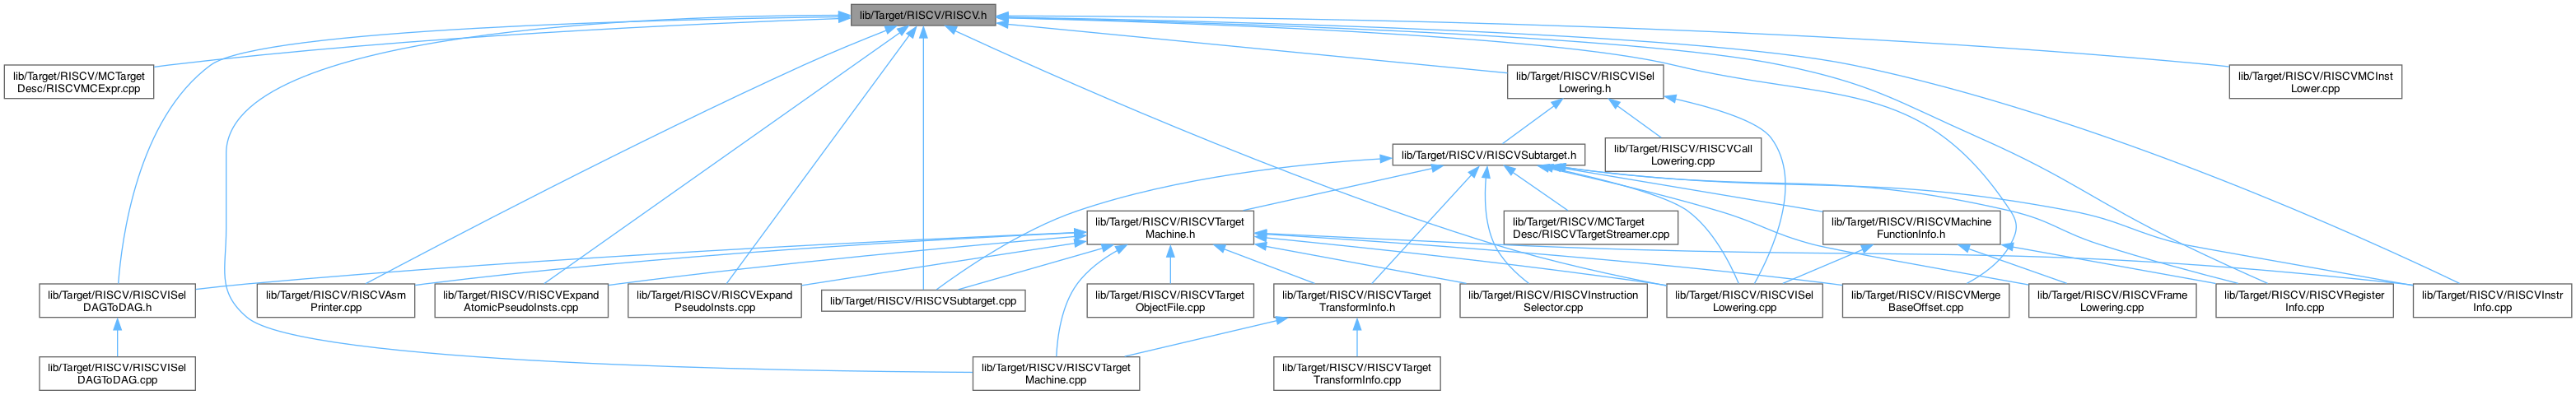 lib/Target/RISCV/RISCV.h
lib/Target/RISCV/MCTarget
Desc/RISCVMCExpr.cpp
lib/Target/RISCV/RISCVISel
Lowering.h
lib/Target/RISCV/RISCVMCInst
Lower.cpp
lib/Target/RISCV/RISCVSubtarget.h
lib/Target/RISCV/RISCVCall
Lowering.cpp
lib/Target/RISCV/RISCVTarget
Machine.h
lib/Target/RISCV/MCTarget
Desc/RISCVTargetStreamer.cpp
lib/Target/RISCV/RISCVMachine
FunctionInfo.h
lib/Target/RISCV/RISCVISel
DAGToDAG.h
lib/Target/RISCV/RISCVAsm
Printer.cpp
lib/Target/RISCV/RISCVExpand
AtomicPseudoInsts.cpp
lib/Target/RISCV/RISCVExpand
PseudoInsts.cpp
lib/Target/RISCV/RISCVSubtarget.cpp
lib/Target/RISCV/RISCVTarget
ObjectFile.cpp
lib/Target/RISCV/RISCVTarget
TransformInfo.h
lib/Target/RISCV/RISCVInstruction
Selector.cpp
lib/Target/RISCV/RISCVISel
Lowering.cpp
lib/Target/RISCV/RISCVMerge
BaseOffset.cpp
lib/Target/RISCV/RISCVFrame
Lowering.cpp
lib/Target/RISCV/RISCVRegister
Info.cpp
lib/Target/RISCV/RISCVInstr
Info.cpp
lib/Target/RISCV/RISCVISel
DAGToDAG.cpp
lib/Target/RISCV/RISCVTarget
Machine.cpp
lib/Target/RISCV/RISCVTarget
TransformInfo.cpp